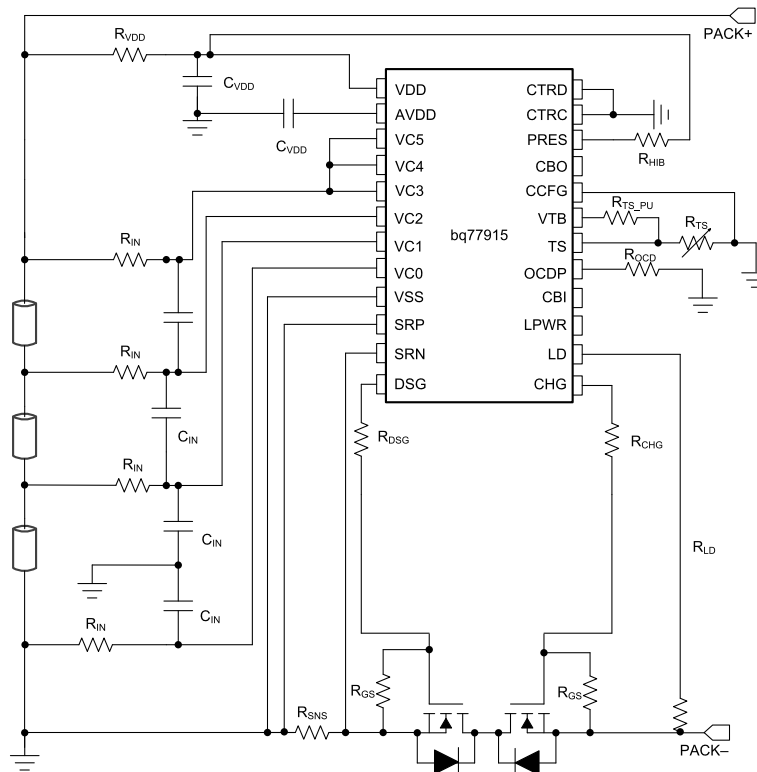 PACK+
RVDD
CVDD
CVDD
VDD
AVDD
VC5
VC4
VC3
VC2
VC1
VC0
VSS
SRP
SRN
DSG
bq77915
CTRD
CTRC
PRES
CBO
CCFG
VTB
TS
OCDP
CBI
LPWR
LD
CHG
RHIB
RTS_PU
RTS
ROCD
RIN
RIN
CIN
RIN
CIN
CIN
RIN
RDSG
RCHG
RLD
RGS
RGS
RSNS
PACK–